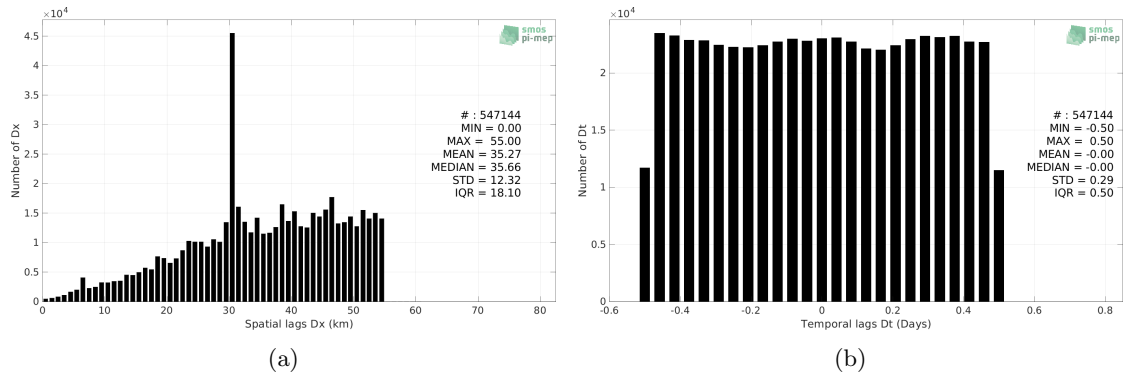 ×10⁴
4.5
4
3.5
3
2.5
2
1.5
1
0.5
0
Number of Dx
smos
pi-mep
# : 547144
MIN = 0.00
MAX = 55.00
MEAN = 35.27
MEDIAN = 35.66
STD = 12.32
IQR = 18.10
0 10 20 30 40 50 60 70 80
Spatial lags Dx (km)
(a)
×10⁴
2
1.5
1
0.5
0
Number of Dt
smos
pi-mep
# : 547144
MIN = -0.50
MAX = 0.50
MEAN = -0.00
MEDIAN = -0.00
STD = 0.29
IQR = 0.50
-0.6 -0.4 -0.2 0 0.2 0.4 0.6 0.8
Temporal lags Dt (Days)
(b)